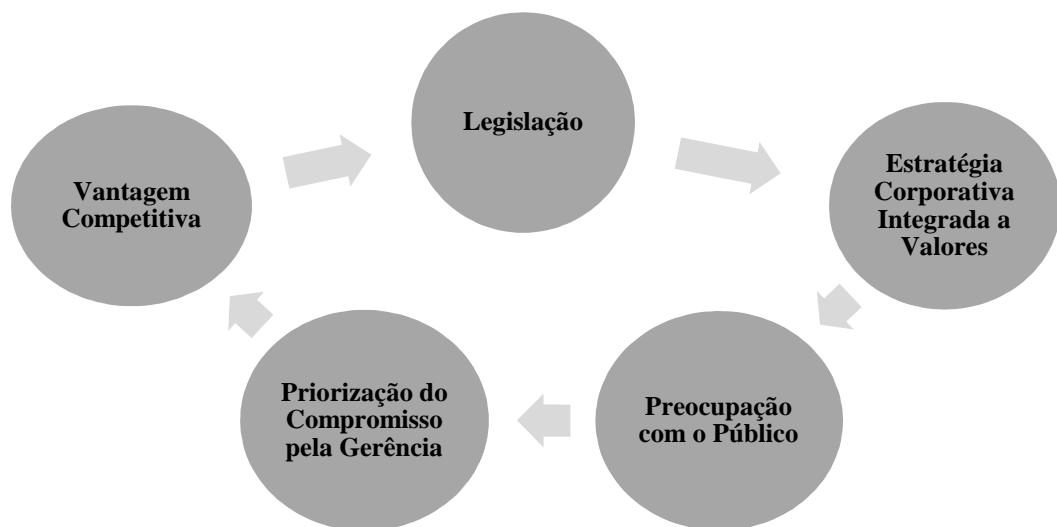 Legislação
Estratégia
Corporativa
Integrada a
Valores
Preocupação
com o Público
Priorização do
Compromisso
pela Gerência
Vantagem
Competitiva